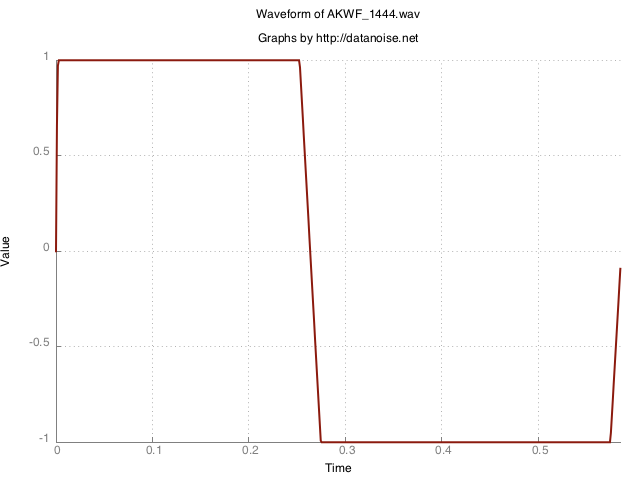 Waveform of AKWF_1444.wav
Graphs by http://datanoise.net
1
0.5
0
-0.5
-1
Value
0 0.1 0.2 0.3 0.4 0.5
Time